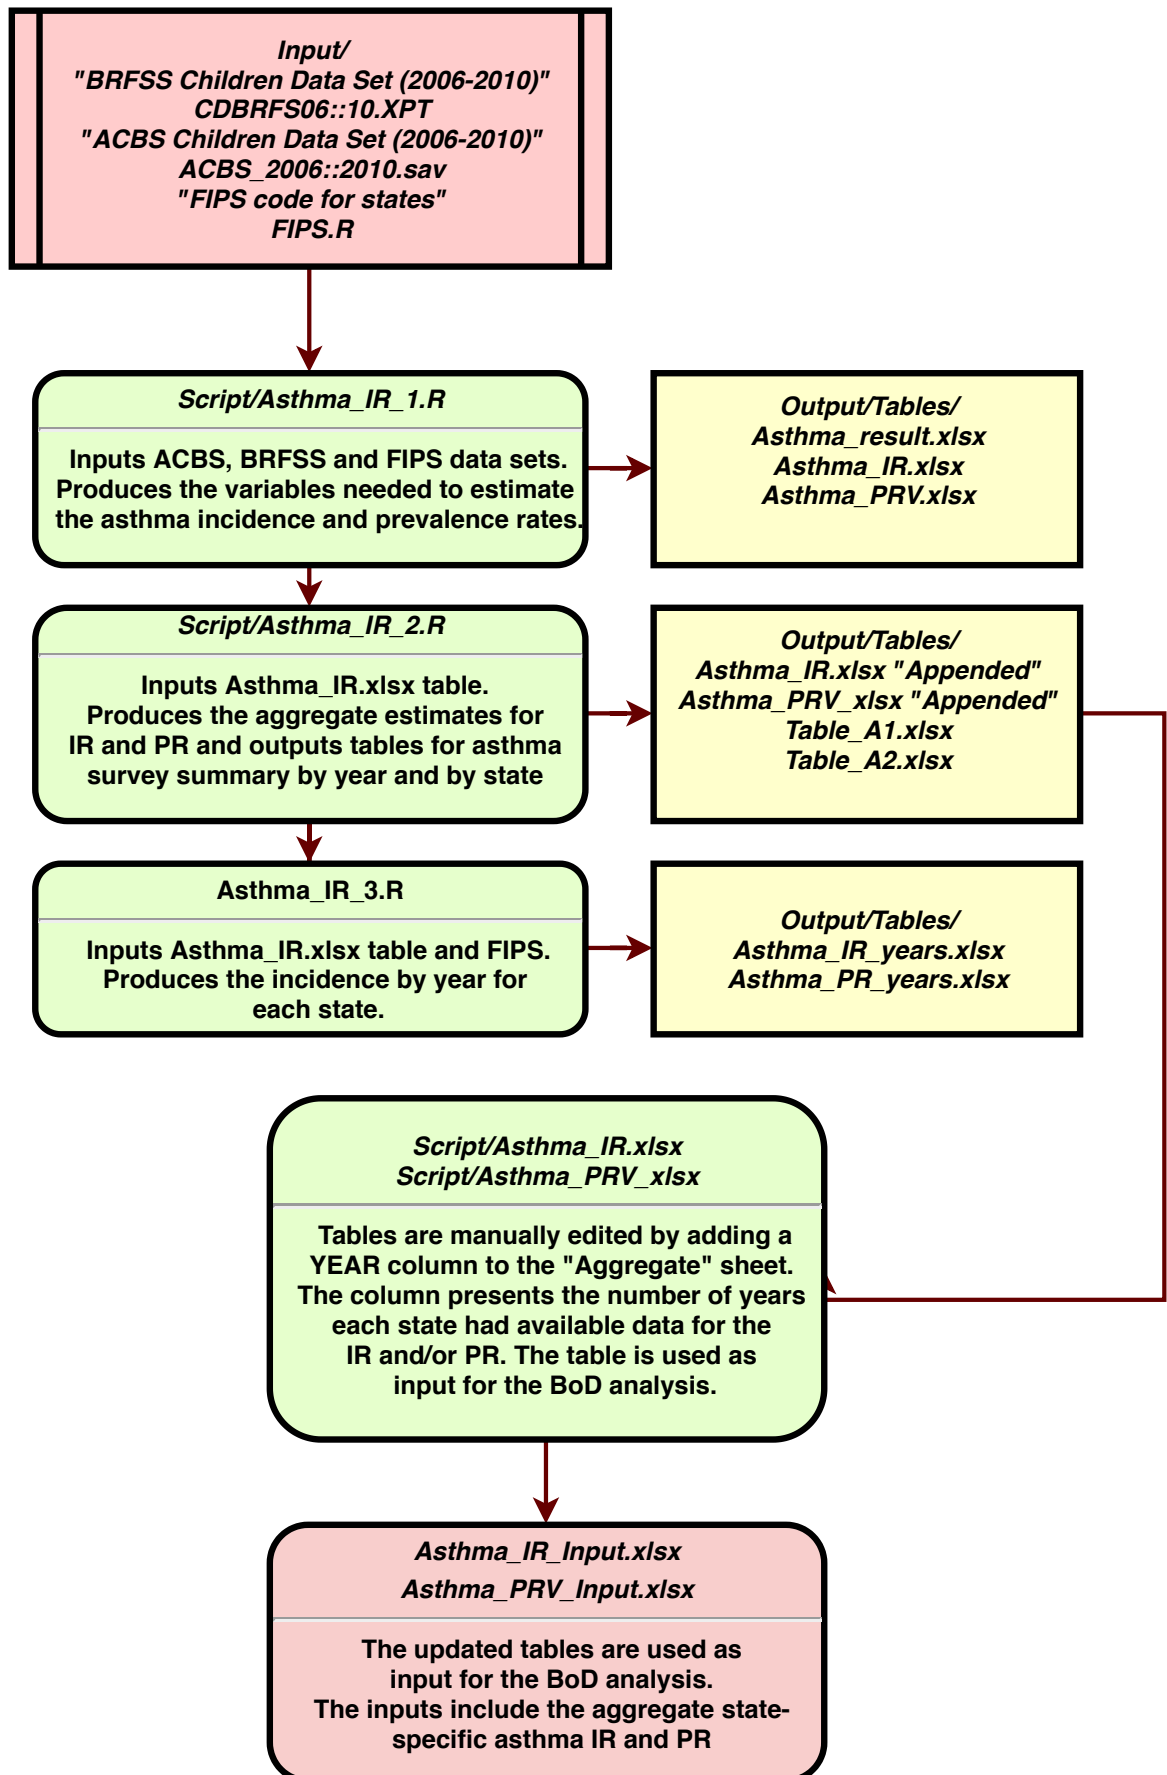 Input/
"BRFSS Children Data Set (2006-2010)"
CDBRFS06::10.XPT
"ACBS Children Data Set (2006-2010)"
ACBS_2006::2010.sav
"FIPS code for states"
FIPS.R
Script/Asthma_IR_1.R
Inputs ACBS, BRFSS and FIPS data sets.
Produces the variables needed to estimate
the asthma incidence and prevalence rates.
Output/Tables/
Asthma_result.xlsx
Asthma_IR.xlsx
Asthma_PRV.xlsx
Script/Asthma_IR_2.R
Inputs Asthma_IR.xlsx table.
Produces the aggregate estimates for
IR and PR and outputs tables for asthma
survey summary by year and by state
Output/Tables/
Asthma_IR.xlsx "Appended"
Asthma_PRV_xlsx "Appended"
Table_A1.xlsx
Table_A2.xlsx
Asthma_IR_3.R
Inputs Asthma_IR.xlsx table and FIPS.
Produces the incidence by year for
each state.
Output/Tables/
Asthma_IR_years.xlsx
Asthma_PR_years.xlsx
Script/Asthma_IR.xlsx
Script/Asthma_PRV_xlsx
Tables are manually edited by adding a
YEAR column to the "Aggregate" sheet.
The column presents the number of years
each state had available data for the
IR and/or PR. The table is used as
input for the BoD analysis.
Asthma_IR_Input.xlsx
Asthma_PRV_Input.xlsx
The updated tables are used as
input for the BoD analysis.
The inputs include the aggregate state-
specific asthma IR and PR